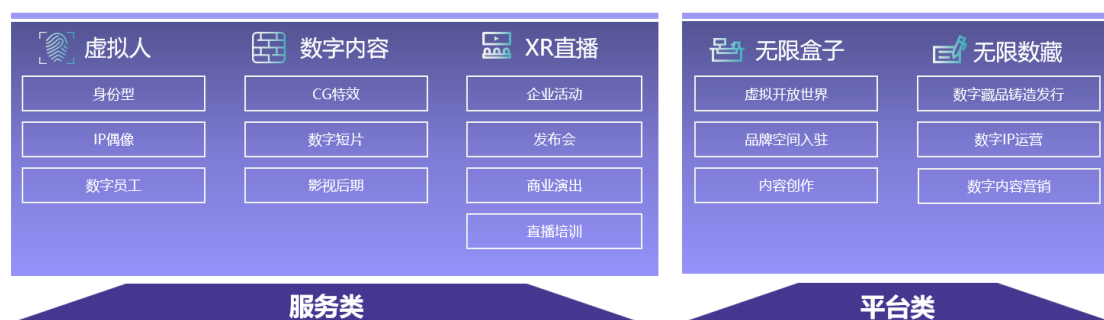 虚拟人
身份型
IP偶像
数字员工
数字内容
CG特效
数字短片
影视后期
XR直播
企业活动
发布会
商业演出
直播培训
服务类
无限盒子
虚拟开放世界
品牌空间入驻
内容创作
无限数藏
数字藏品铸造发行
数字IP运营
数字内容营销
平台类